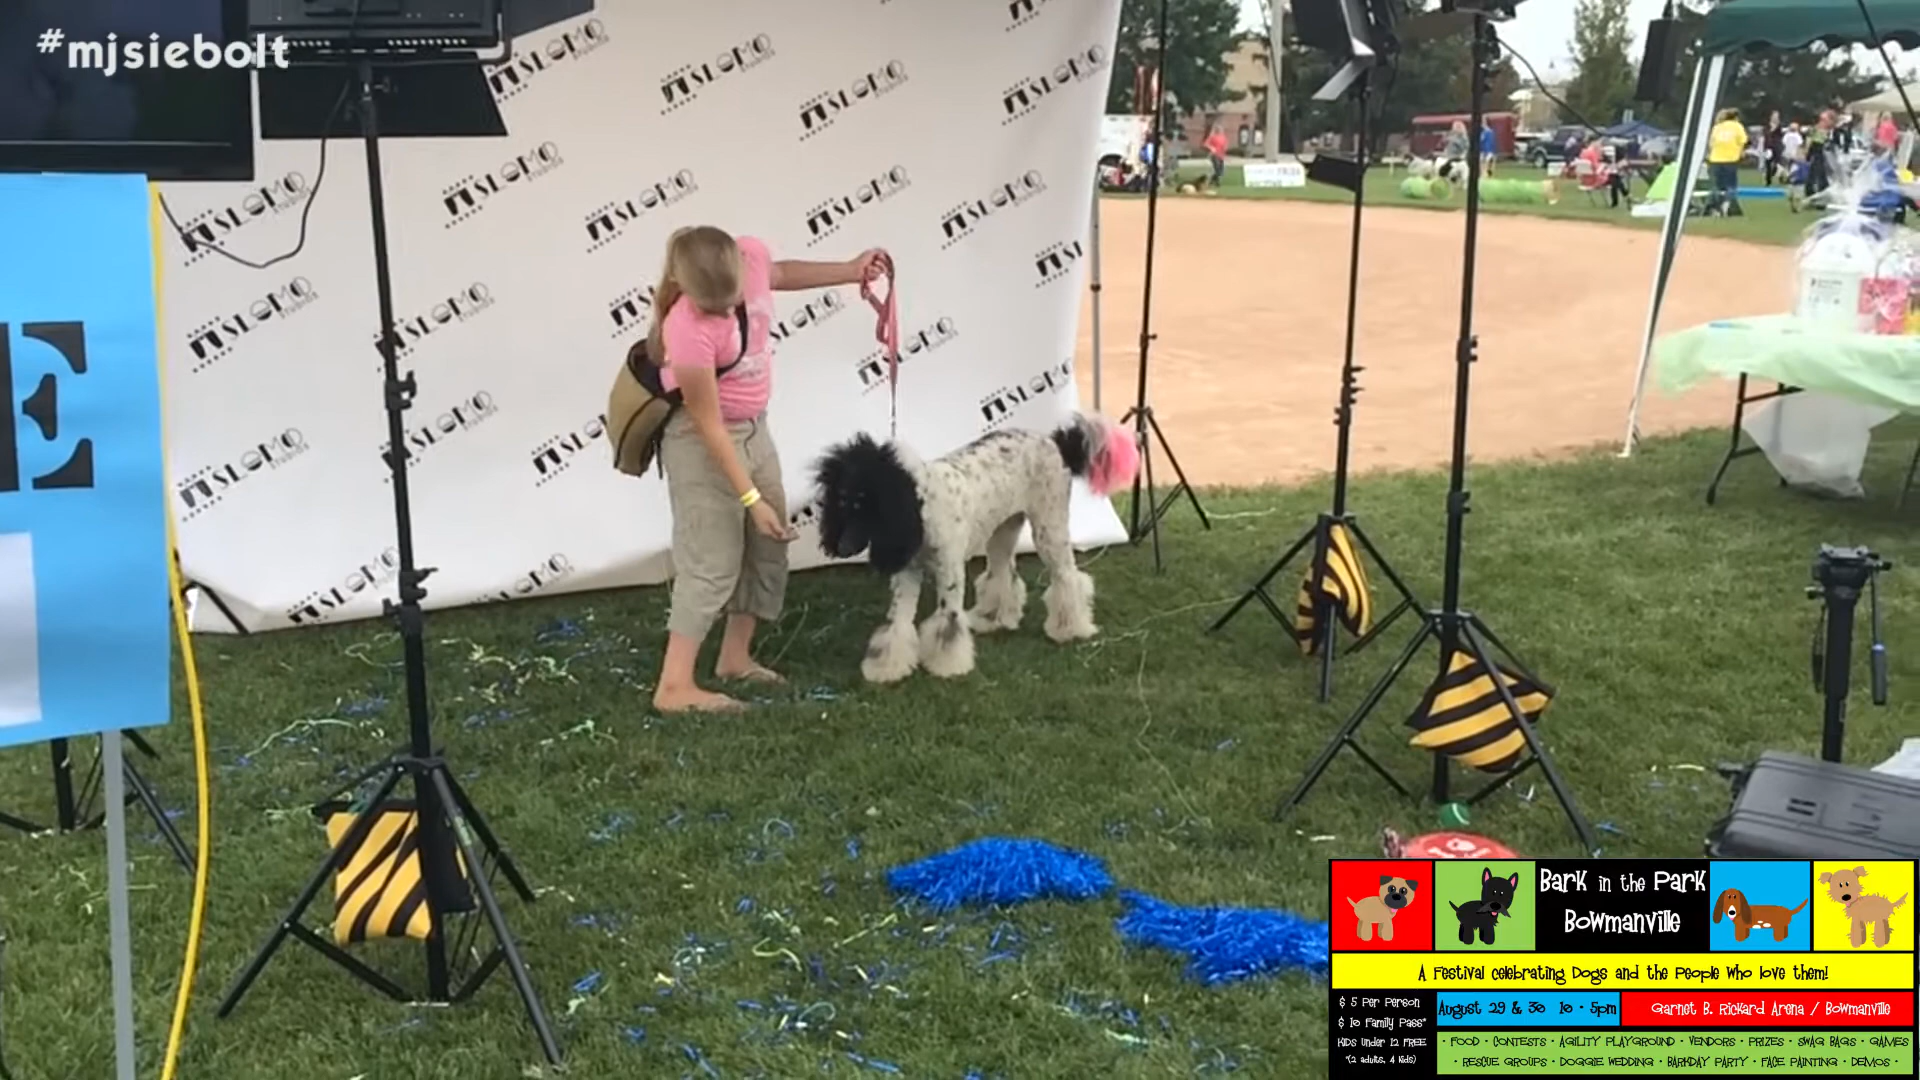 #mjsiebolt
SLOMO
STUDIOS
E
Bark in the Park
Bowmanville
A Festival celebrating Dogs and the People Who love them!
$ 5 Per Person
$ 10 Family Pass*
Kids Under 12 FREE
*(2 adults, 4 kids)
August 29 & 30 10 - 5pm
Garnet B. Rickard Arena / Bowmanville
· FOOD · CONTESTS · AGILITY PLAYGROUND · VENDORS · PRIZES · SWAG BAGS · GAMES
· RESCUE GROUPS · DOGGIE WEDDING · BARKDAY PARTY · FACE PAINTING · DEMOS ·